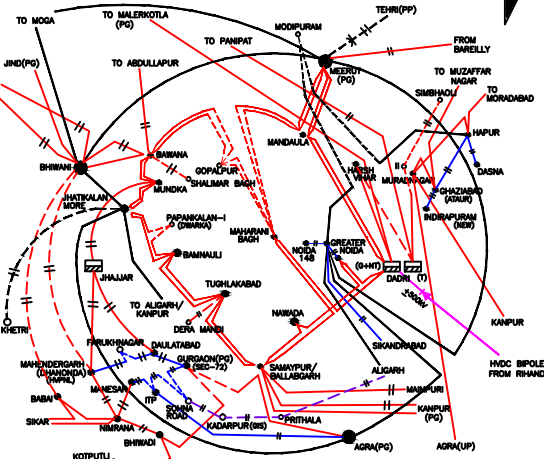 TO MOGA
TO MALERKOTLA
(PG)
MODIPURAM
TEHRI(PP)
JIND(PG)
TO ABDULLAPUR
TO PANIPAT
FROM
BAREILLY
MEERUT
(PG)
TO MUZAFFAR
NAGAR
SIMBHAOLI
TO
MORADABAD
HAPUR
MANDAULA
BAWANA
BHIWANI
GOPALPUR
SHALIMAR BAGH
MUNDKA
HARSH
VIHAR
II
MURADNAGAR
DASNA
GHAZIABAD
(ATAUR)
INDIRAPURAM
(NEW)
JHATIKALAN
MORE
PAPANKALAN-I
(DWARKA)
MAHARANI
BAGH
NOIDA
148
GREATER
NOIDA
(G+NT)
DADRI
(T)
±500KV
BAMNAULI
JHAJJAR
TUGHLAKABAD
TO ALIGARH/
KANPUR
NAWADA
KHETRI
DERA MANDI
KANPUR
SIKANDRABAD
FARUKHNAGAR
DAULATABAD
GURGAON(PG)
(SEC-72)
SAMAYPUR/
BALLABGARH
ALIGARH
HVDC BIPOLE
FROM RIHAND
MAHENDERGARH
(DHANONDA)
(HVPNL)
MANESAR
ITF
BABAI
SOHNA
ROAD
MAINPURI
SIKAR
NIMRANA
KADARPUR(GIS)
PRITHALA
KANPUR
(PG)
BHIWADI
AGRA(PG)
AGRA(UP)
KOTPUTLI